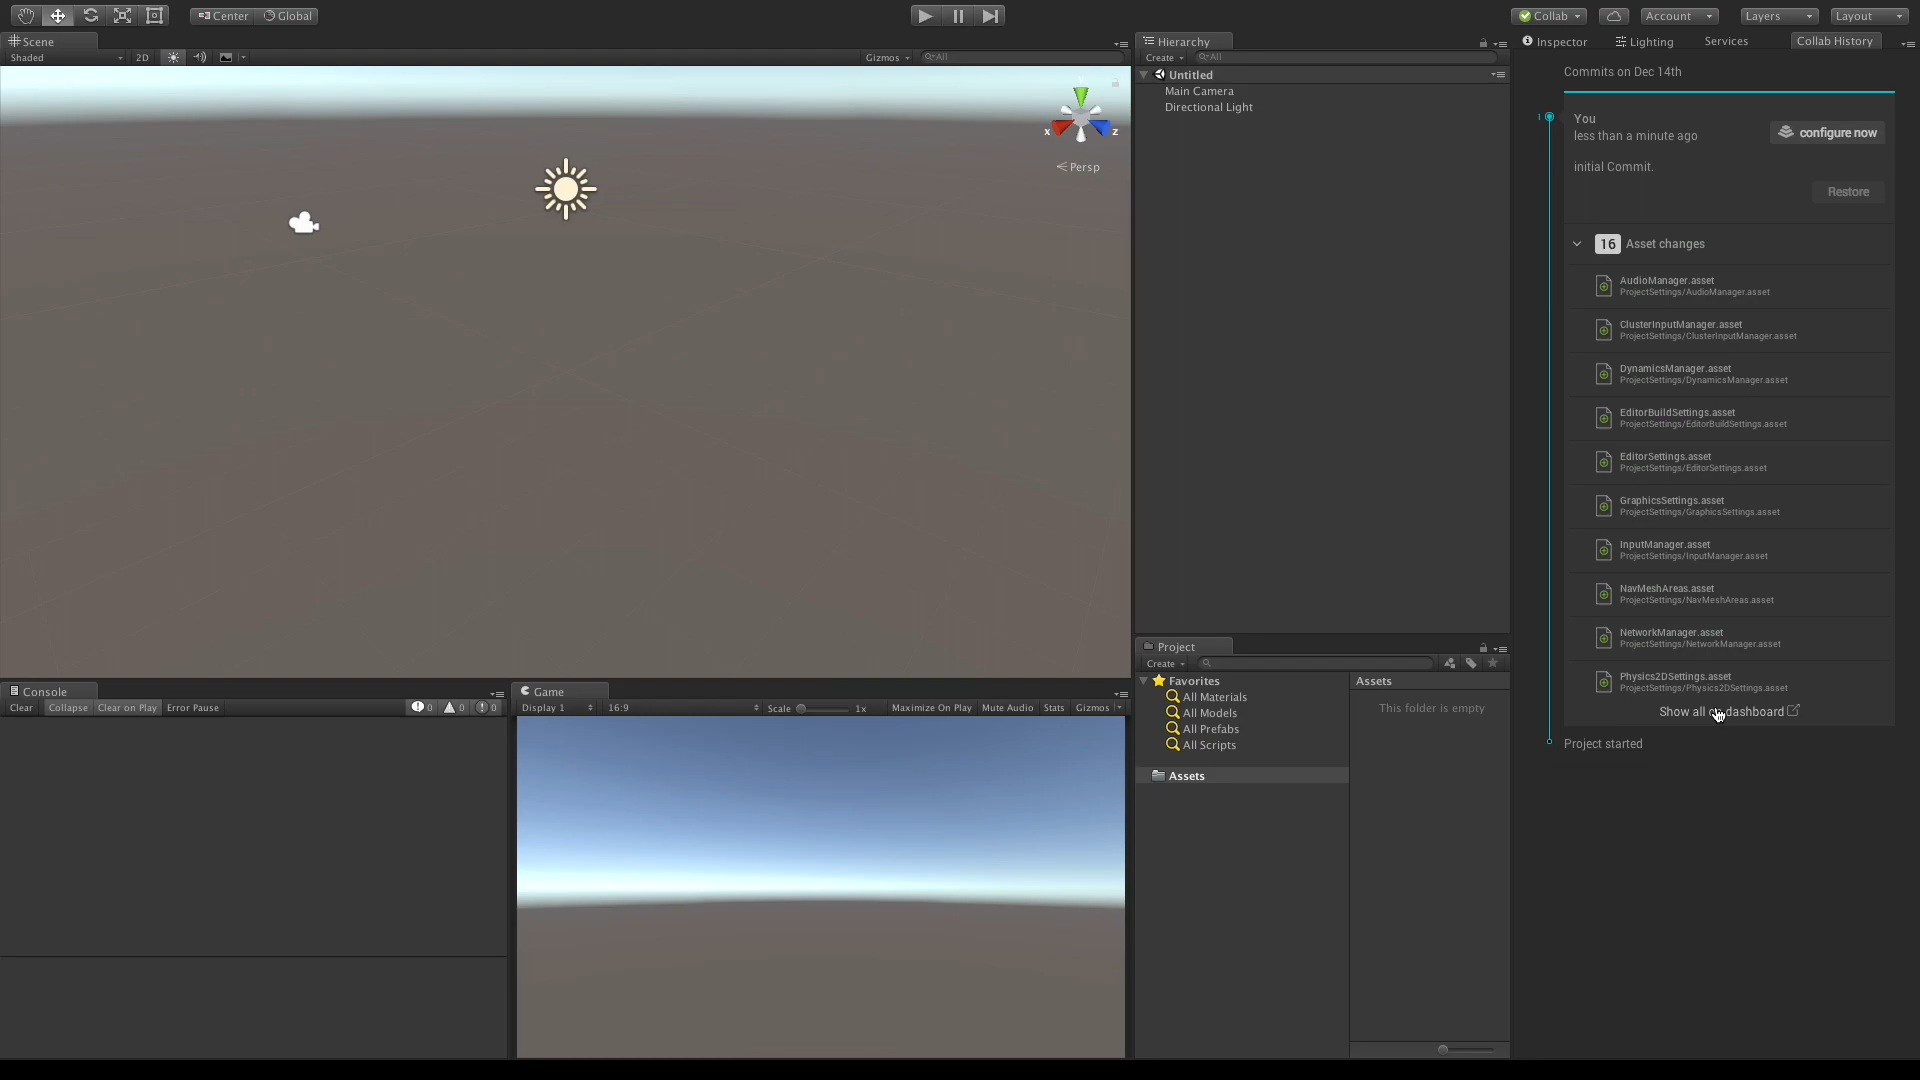 Center Global
Collab Account Layers Layout
Scene
Shaded 2D Gizmos All
Y
x z
Persp
Hierarchy
Create All
Untitled
Main Camera
Directional Light
Inspector Lighting Services Collab History
Commits on Dec 14th
1
You
less than a minute ago
configure now
initial Commit.
Restore
16 Asset changes
AudioManager.asset
ProjectSettings/AudioManager.asset
ClusterInputManager.asset
ProjectSettings/ClusterInputManager.asset
DynamicsManager.asset
ProjectSettings/DynamicsManager.asset
EditorBuildSettings.asset
ProjectSettings/EditorBuildSettings.asset
EditorSettings.asset
ProjectSettings/EditorSettings.asset
GraphicsSettings.asset
ProjectSettings/GraphicsSettings.asset
InputManager.asset
ProjectSettings/InputManager.asset
NavMeshAreas.asset
ProjectSettings/NavMeshAreas.asset
NetworkManager.asset
ProjectSettings/NetworkManager.asset
Physics2DSettings.asset
ProjectSettings/Physics2DSettings.asset
Show all dashboard
Project started
Console
Clear Collapse Clear on Play Error Pause 0 0 0
Game
Display 1 16:9 Scale 1x Maximize On Play Mute Audio Stats Gizmos
Project
Create
Favorites
All Materials
All Models
All Prefabs
All Scripts
Assets
Assets
This folder is empty